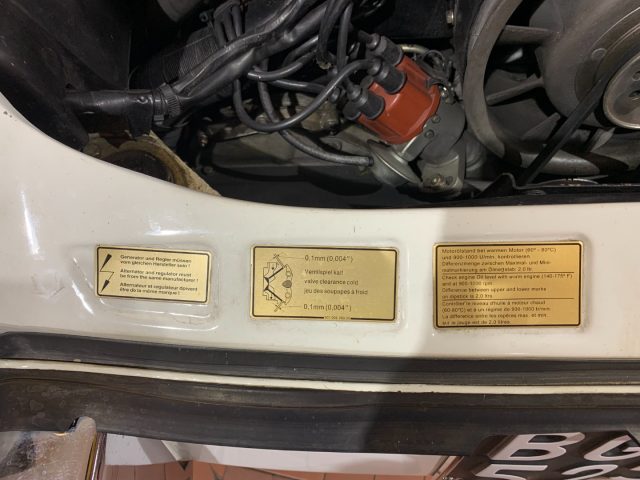 Generator und Regler müssen
vom gleichen Hersteller sein!
Alternator and regulator must
be from the same manufacturer!
Alternateur et regulateur doivent
être de la même marque!
0,1mm (0,004")
Ventilspiel kalt
valve clearance cold
jeu des soupapes à froid
0,1mm (0,004")
Motorölstand bei warmen Motor (60°-80°C)
und 900-1000 U/min. kontrollieren.
Differenzmenge zwischen Maximal- und Mini-
malmarkierung am Ölmeßstab: 2.0 ltr.
Check engine Oil level with warm engine (140-175° F)
and at 900-1000 rpm
Difference between upper and lower marks
on dipstick is 2.0 ltrs.
Contrôler le niveau d'huile à moteur chaud
(60-80°C) et à un régime de 900-1000 tr/mn.
La différence entre les repères max. et min.
sur la jauge est de 2,0 litres.
BG